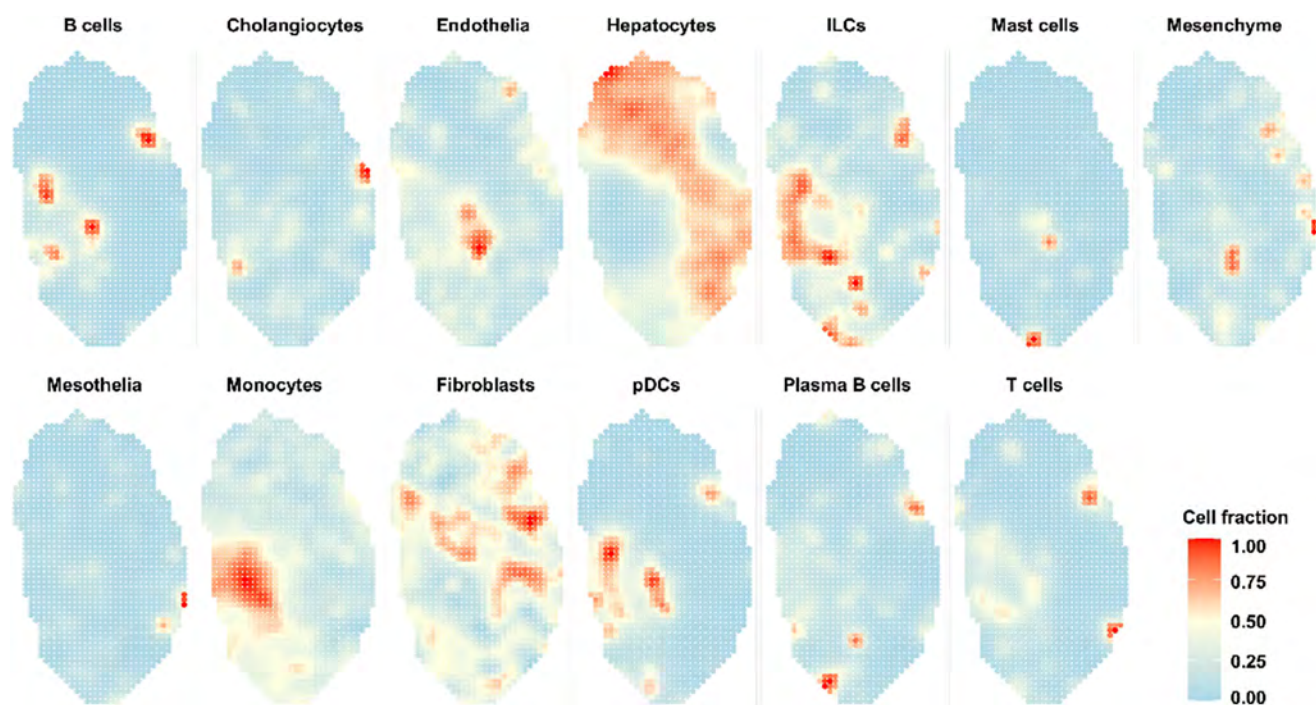 B cells Cholangiocytes Endothelia Hepatocytes ILCs Mast cells Mesenchyme
Mesothelia Monocytes Fibroblasts pDCs Plasma B cells T cells
Cell fraction
1.00
0.75
0.50
0.25
0.00